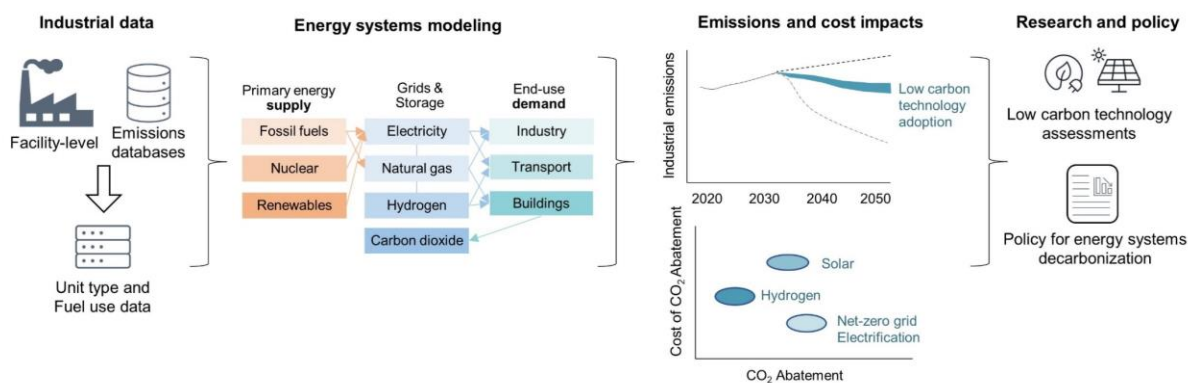 Industrial data
Facility-level
Emissions
databases
Unit type and
Fuel use data
Energy systems modeling
Primary energy
supply
Grids &
Storage
End-use
demand
Fossil fuels
Electricity
Industry
Nuclear
Natural gas
Transport
Renewables
Hydrogen
Buildings
Carbon dioxide
Emissions and cost impacts
Industrial emissions
Low carbon
technology
adoption
2020
2030
2040
2050
Cost of CO₂ Abatement
Solar
Hydrogen
Net-zero grid
Electrification
CO₂ Abatement
Research and policy
Low carbon technology
assessments
Policy for energy systems
decarbonization